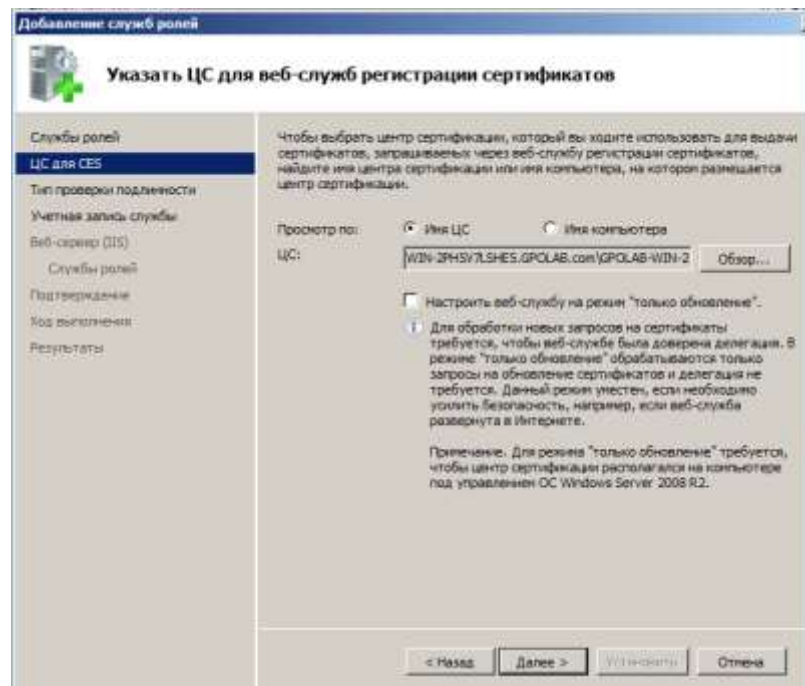 Добавление служб ролей
Указать ЦС для веб-служб регистрации сертификатов
Службы ролей
ЦС для CES
Тип проверки подлинности
Учетная запись службы
Веб-сервер (IIS)
Службы ролей
Подтверждение
Ход выполнения
Результаты
Чтобы выбрать центр сертификации, который вы ходите использовать для выдачи
сертификатов, запрашиваемых через веб-службу регистрации сертификатов,
найдите имя центра сертификации или имя компьютера, на котором размещается
центр сертификации.
Просмотр по:
Имя ЦС
Имя компьютера
ЦС:
WIN-2PHSV7LSHES.GPOLAB.com\GPOLAB-WIN-2
Обзор...
Настроить веб-службу на режим "только обновление".
Для обработки новых запросов на сертификаты
требуется, чтобы веб-службе была доверена делегация. В
режиме "только обновление" обрабатываются только
запросы на обновление сертификатов и делегация не
требуется. Данный режим уместен, если необходимо
усилить безопасность, например, если веб-служба
развернута в Интернете.
Примечание. Для режима "только обновление" требуется,
чтобы центр сертификации располагался на компьютере
под управлением ОС Windows Server 2008 R2.
< Назад
Далее >
Установить
Отмена